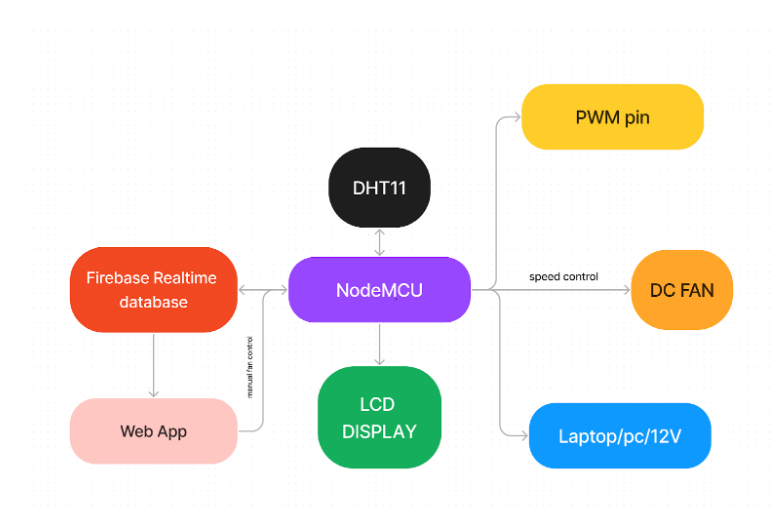 PWM pin
DHT11
Firebase Realtime
database
NodeMCU
speed control
DC FAN
manual fan control
LCD
DISPLAY
Web App
Laptop/pc/12V